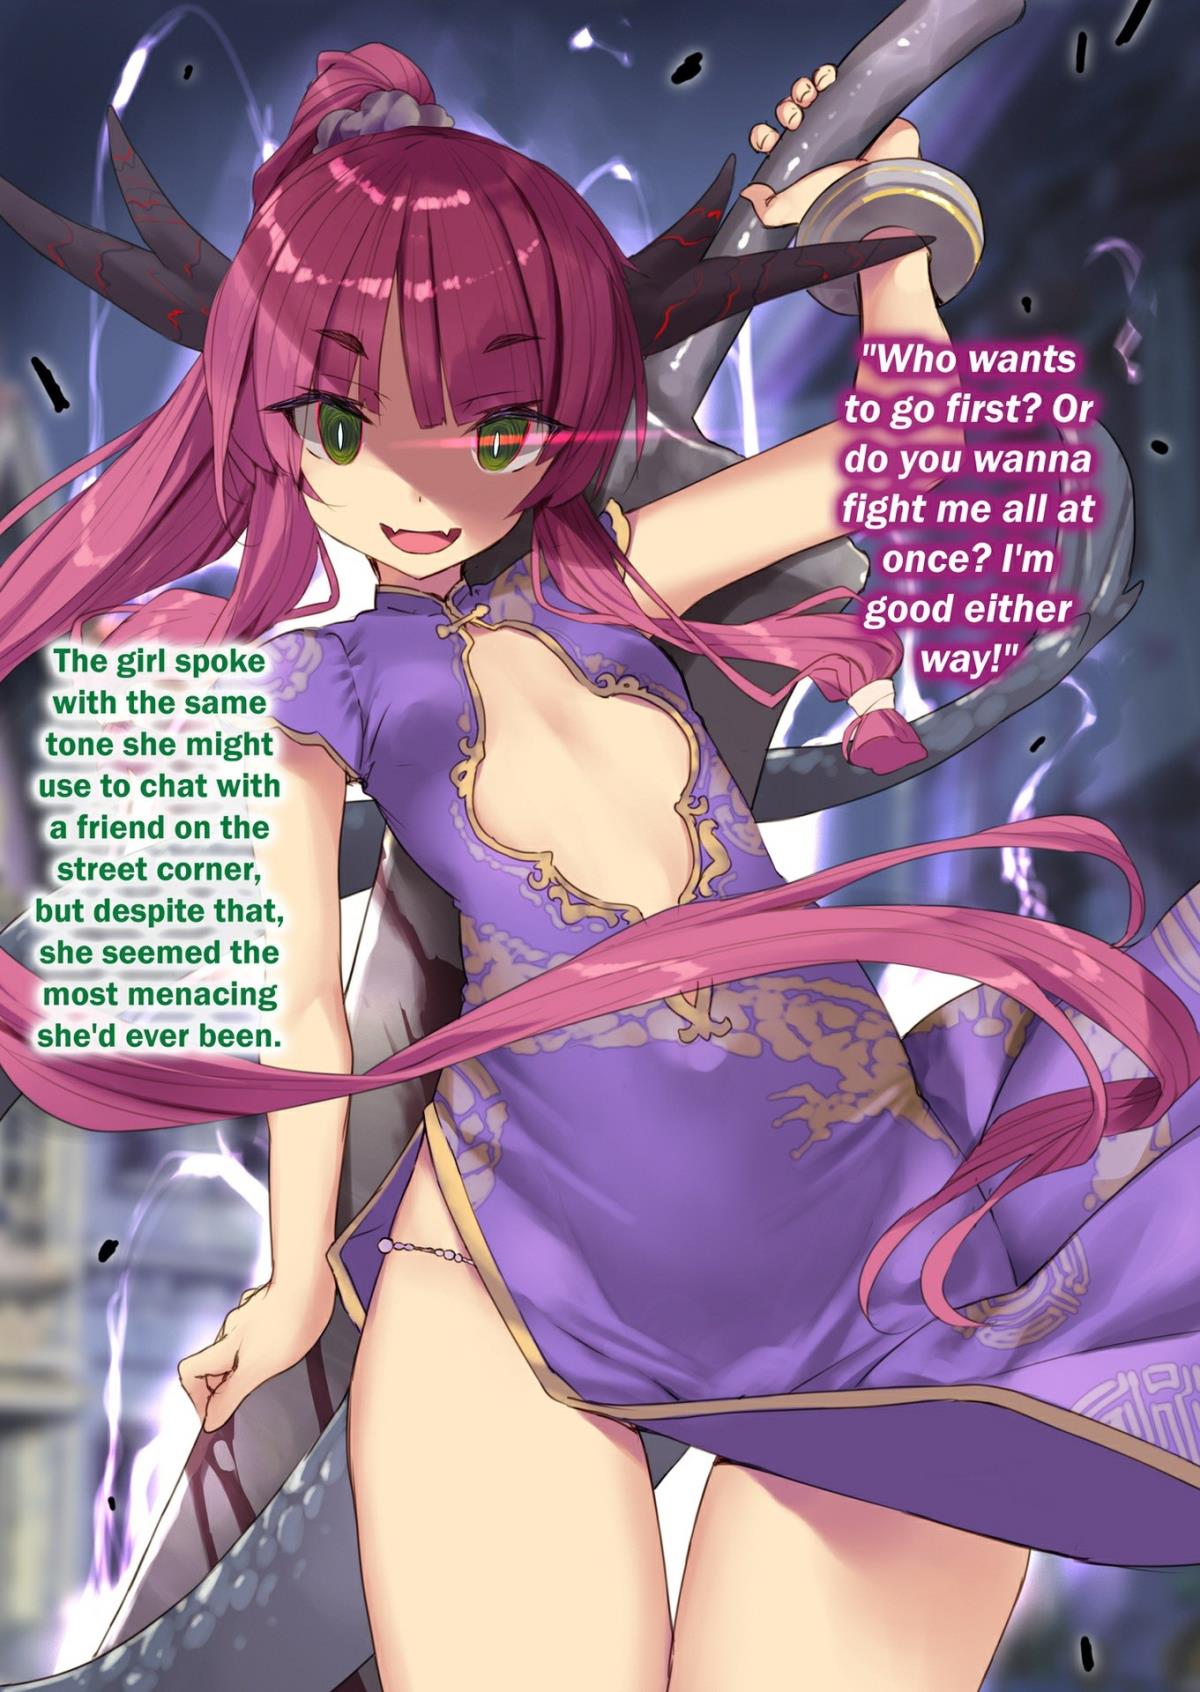 "Who wants
to go first? Or
do you wanna
fight me all at
once? I'm
good either
way!"
The girl spoke
with the same
tone she might
use to chat with
a friend on the
street corner,
but despite that,
she seemed the
most menacing
she'd ever been.